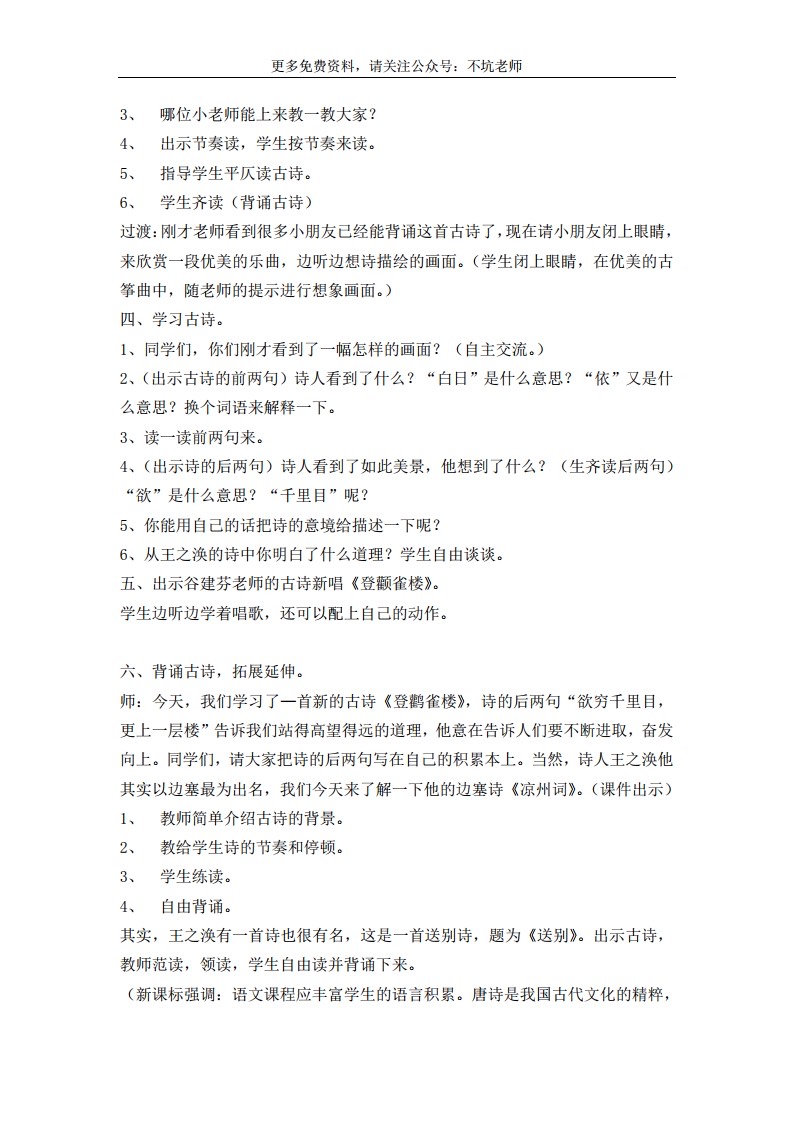 更多免费资料，请关注公众号：不坑老师
3、 哪位小老师能上来教一教大家？
4、 出示节奏读，学生按节奏来读。
5、 指导学生平仄读古诗。
6、 学生齐读（背诵古诗）
过渡：刚才老师看到很多小朋友已经能背诵这首古诗了，现在请小朋友闭上眼睛，
来欣赏一段优美的乐曲，边听边想诗描绘的画面。（学生闭上眼睛，在优美的古
筝曲中，随老师的提示进行想象画面。）
四、学习古诗。
1、同学们，你们刚才看到了一幅怎样的画面？（自主交流。）
2、（出示古诗的前两句）诗人看到了什么？“白日”是什么意思？“依”又是什
么意思？换个词语来解释一下。
3、读一读前两句来。
4、（出示诗的后两句）诗人看到了如此美景，他想到了什么？（生齐读后两句）
“欲”是什么意思？“千里目”呢？
5、你能用自己的话把诗的意境给描述一下呢？
6、从王之涣的诗中你明白了什么道理？学生自由谈谈。
五、出示谷建芬老师的古诗新唱《登颧雀楼》。
学生边听边学着唱歌，还可以配上自己的动作。
六、背诵古诗，拓展延伸。
师：今天，我们学习了—首新的古诗《登鹳雀楼》，诗的后两句“欲穷千里目，
更上一层楼”告诉我们站得高望得远的道理，他意在告诉人们要不断进取，奋发
向上。同学们，请大家把诗的后两句写在自己的积累本上。当然，诗人王之涣他
其实以边塞最为出名，我们今天来了解一下他的边塞诗《凉州词》。（课件出示）
1、 教师简单介绍古诗的背景。
2、 教给学生诗的节奏和停顿。
3、 学生练读。
4、 自由背诵。
其实，王之涣有一首诗也很有名，这是一首送别诗，题为《送别》。出示古诗，
教师范读，领读，学生自由读并背诵下来。
（新课标强调：语文课程应丰富学生的语言积累。唐诗是我国古代文化的精粹，